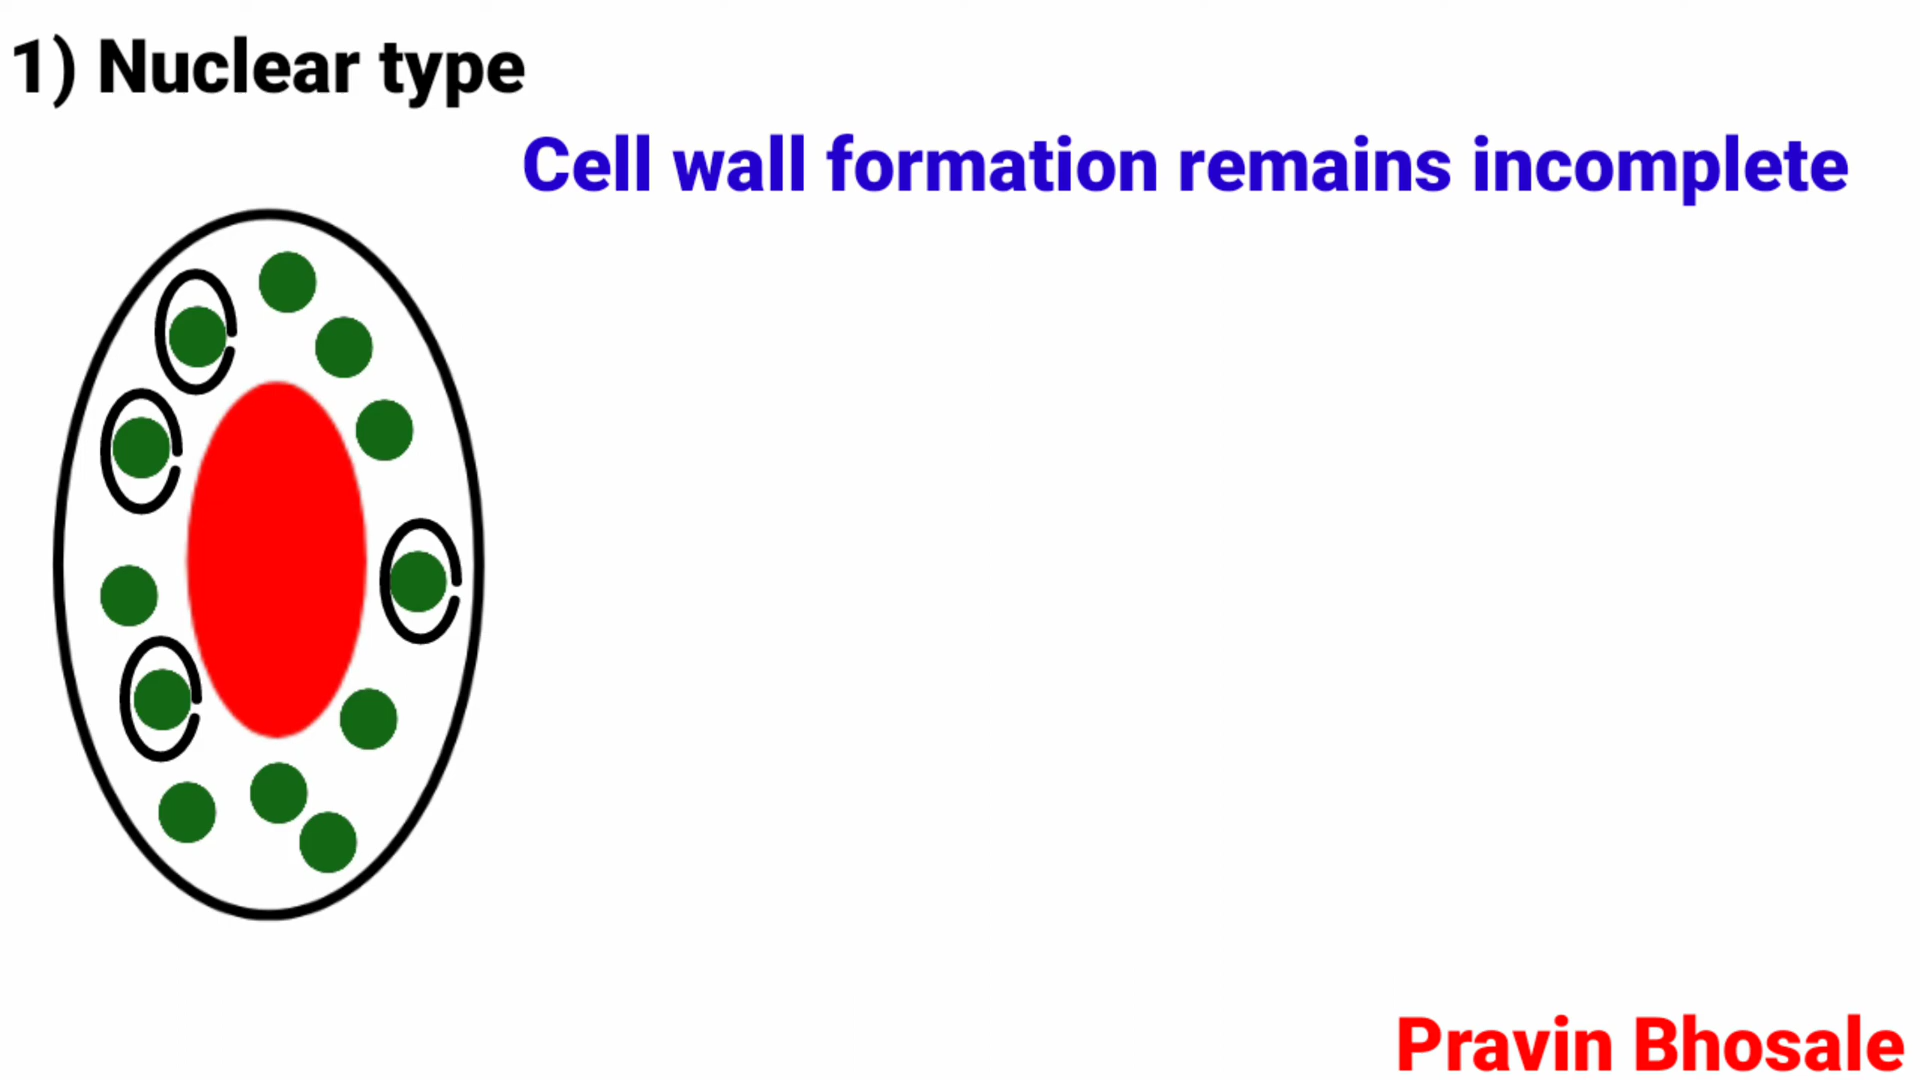 1) Nuclear type
Cell wall formation remains incomplete
Pravin Bhosale